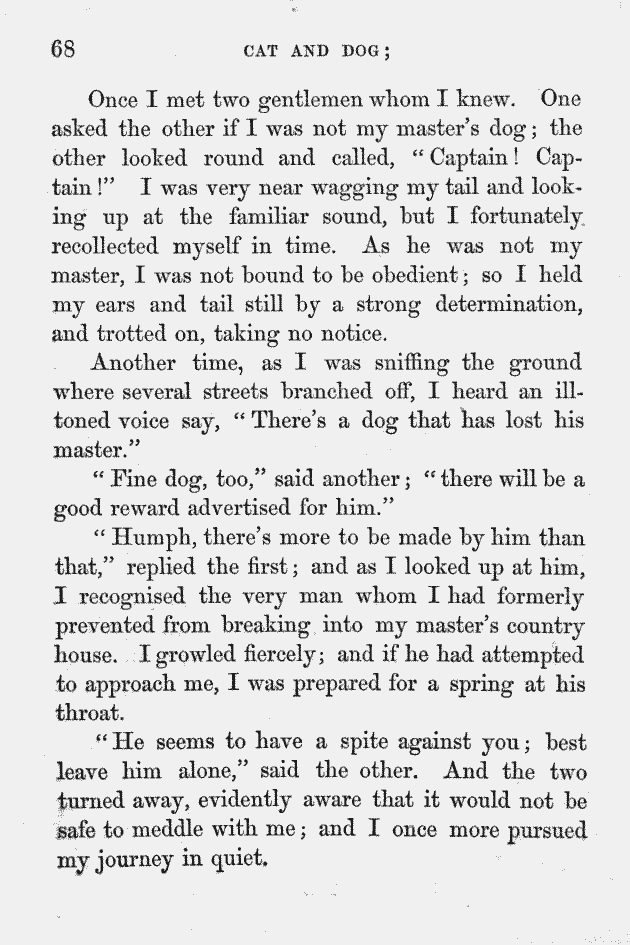 68
CAT AND DOG;
Once I met two gentlemen whom I knew. One
asked the other if I was not my master's dog; the
other looked round and called, "Captain! Cap-
tain!" I was very near wagging my tail and look-
ing up at the familiar sound, but I fortunately
recollected myself in time. As he was not my
master, I was not bound to be obedient; so I held
my ears and tail still by a strong determination,
and trotted on, taking no notice.
Another time, as I was sniffing the ground
where several streets branched off, I heard an ill-
toned voice say, "There's a dog that has lost his
master."
"Fine dog, too," said another; "there will be a
good reward advertised for him."
"Humph, there's more to be made by him than
that," replied the first; and as I looked up at him,
I recognised the very man whom I had formerly
prevented from breaking into my master's country
house. I growled fiercely; and if he had attempted
to approach me, I was prepared for a spring at his
throat.
"He seems to have a spite against you; best
leave him alone," said the other. And the two
turned away, evidently aware that it would not be
safe to meddle with me; and I once more pursued
my journey in quiet.